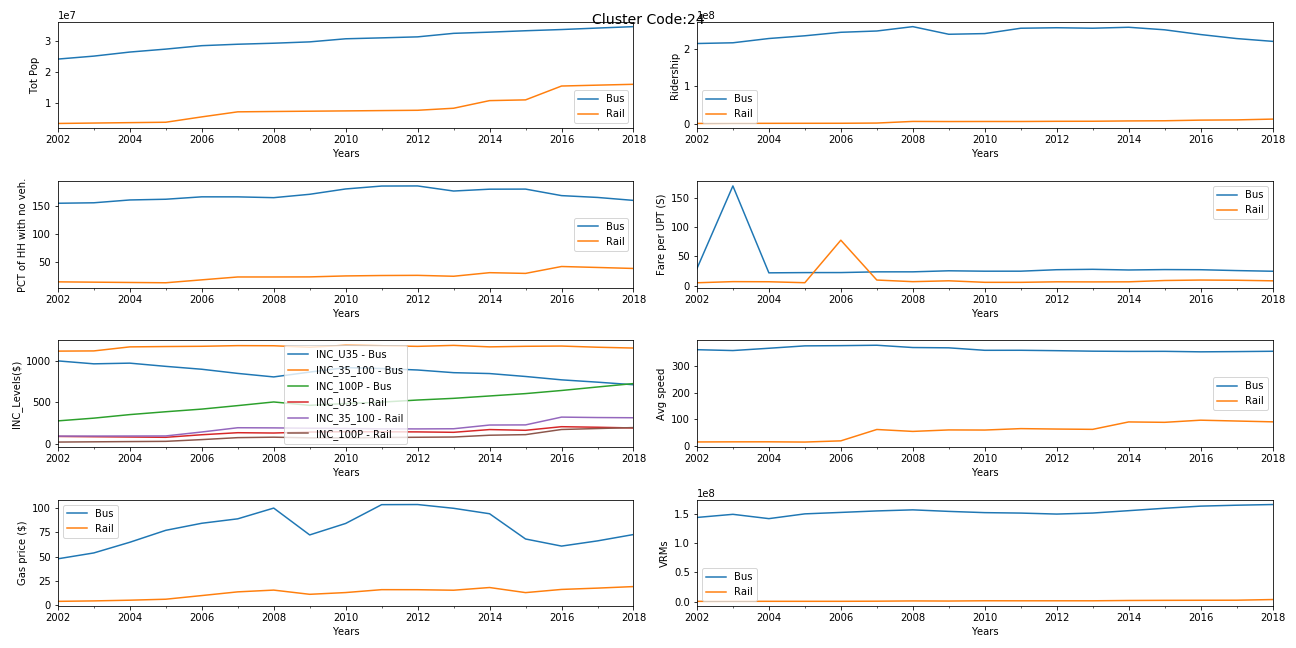 Cluster Code:24
1e7
Tot Pop
3
2
1
Bus
Rail
2002 2004 2006 2008 2010 2012 2014 2016 2018
Years
1e8
Ridership
2
1
0
Bus
Rail
2002 2004 2006 2008 2010 2012 2014 2016 2018
Years
PCT of HH with no veh.
150
100
50
Bus
Rail
2002 2004 2006 2008 2010 2012 2014 2016 2018
Years
Fare per UPT (S)
150
100
50
0
Bus
Rail
2002 2004 2006 2008 2010 2012 2014 2016 2018
Years
INC_Levels($)
1000
500
0
INC_U35 - Bus
INC_35_100 - Bus
INC_100P - Bus
INC_U35 - Rail
INC_35_100 - Rail
INC_100P - Rail
2002 2004 2006 2008 2010 2012 2014 2016 2018
Years
Avg speed
300
200
100
0
Bus
Rail
2002 2004 2006 2008 2010 2012 2014 2016 2018
Years
Gas price ($)
100
75
50
25
0
Bus
Rail
2002 2004 2006 2008 2010 2012 2014 2016 2018
Years
1e8
VRMs
1.5
1.0
0.5
0.0
Bus
Rail
2002 2004 2006 2008 2010 2012 2014 2016 2018
Years